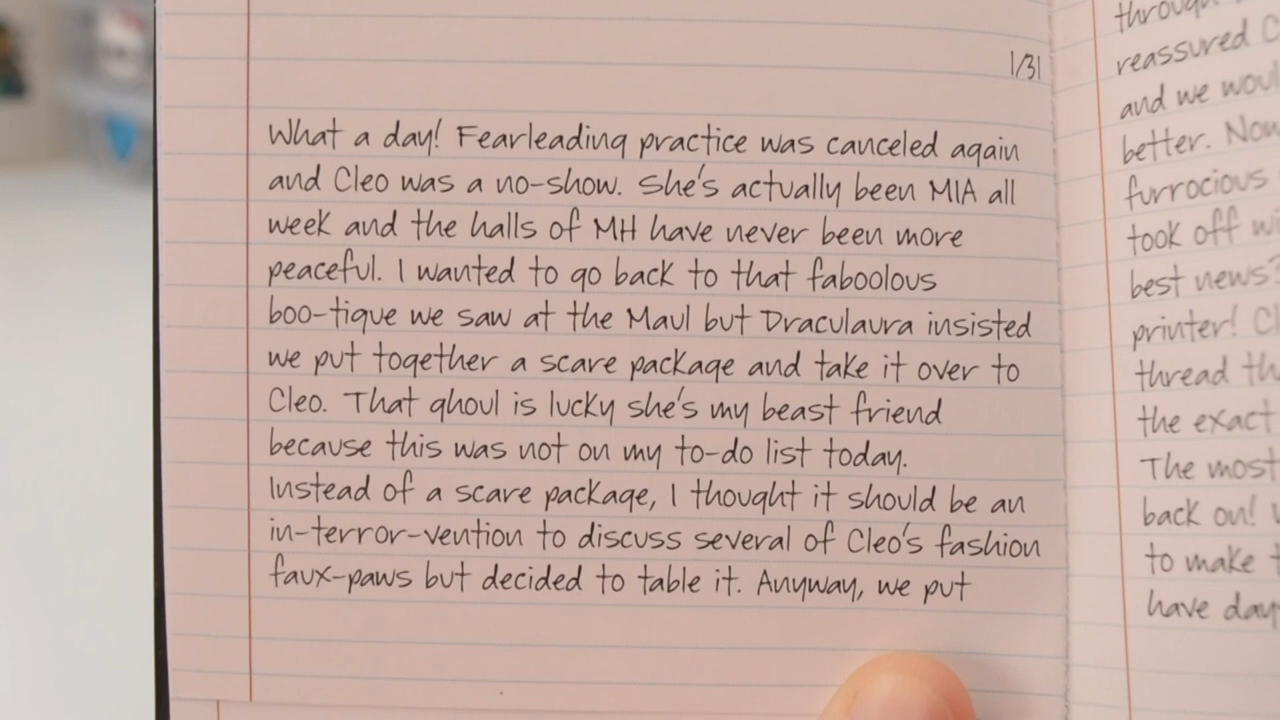 1/31
What a day! Fearleading practice was canceled again
and Cleo was a no-show. She's actually been MIA all
week and the halls of MH have never been more
peaceful. I wanted to go back to that faboolous
boo-tique we saw at the Maul but Draculaura insisted
we put together a scare package and take it over to
Cleo. That ghoul is lucky she's my beast friend
because this was not on my to-do list today.
Instead of a scare package, I thought it should be an
in-terror-vention to discuss several of Cleo's fashion
faux-paws but decided to table it. Anyway, we put
through
reassured
and we
better. Now
furrocious
took off
best news?
printer!
thread
the exact
The most
back on!
to make
have